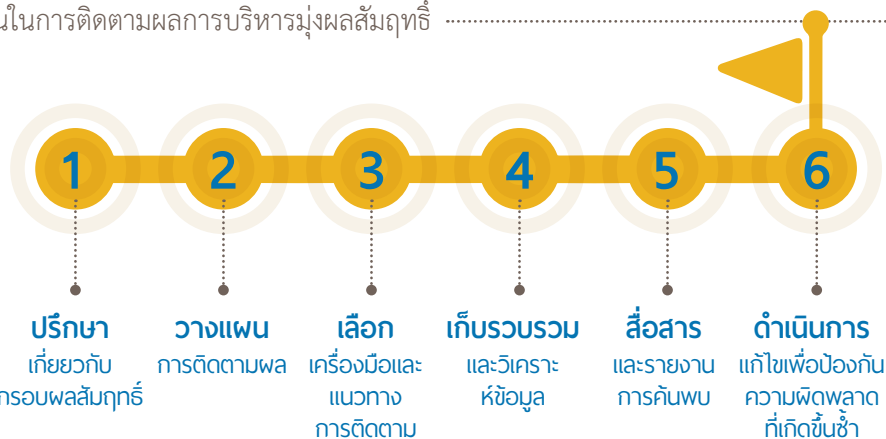 นในการติดตามผลการบริหารมุ่งผลสัมฤทธิ์
1 2 3 4 5 6
ปรึกษา
เกี่ยยวกับ
กรอบผลสัมฤทธิ์
วางแผน
การติดตามผล
เลือก
เครื่องมือและ
แนวทาง
การติดตาม
เก็บรวบรวม
และวิเคราะ
ห์ข้อมูล
สื่อสาร
และรายงาน
การค้นพบ
ดำเนินการ
แก้ไขเพื่อป้องกัน
ความผิดพลาด
ที่เกิดขึ้นซ้ำ